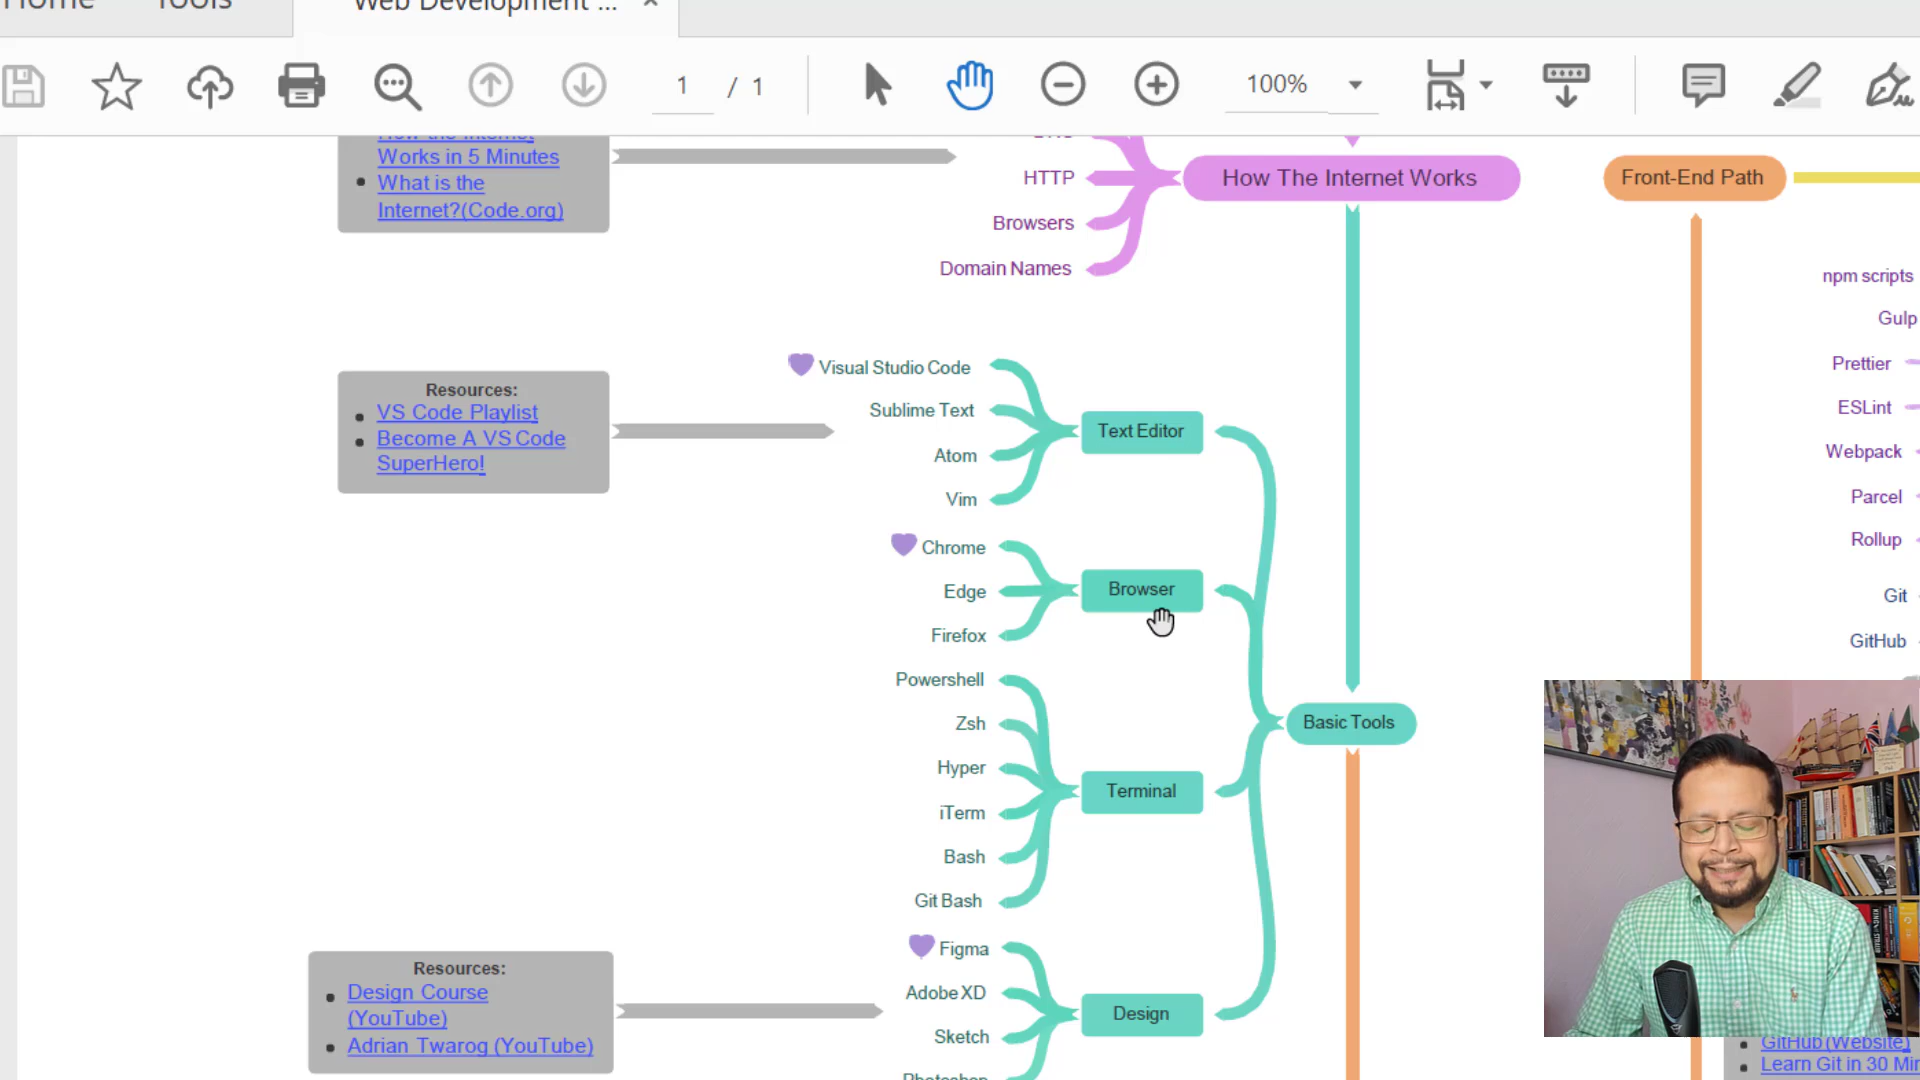 Home
Tools
Web Development ...
1 / 1
100%
How the Internet
Works in 5 Minutes
What is the
Internet?(Code.org)
HTTP
Browsers
Domain Names
How The Internet Works
Front-End Path
npm scripts
Gulp
Prettier
ESLint
Webpack
Parcel
Rollup
Git
GitHub
Resources:
VS Code Playlist
Become A VS Code
SuperHero!
Visual Studio Code
Sublime Text
Atom
Vim
Text Editor
Chrome
Edge
Firefox
Browser
Basic Tools
Powershell
Zsh
Hyper
iTerm
Bash
Git Bash
Terminal
Resources:
Design Course
(YouTube)
Adrian Twarog (YouTube)
Figma
Adobe XD
Sketch
Photoshop
Design
GitHub (Website)
Learn Git in 30 Min